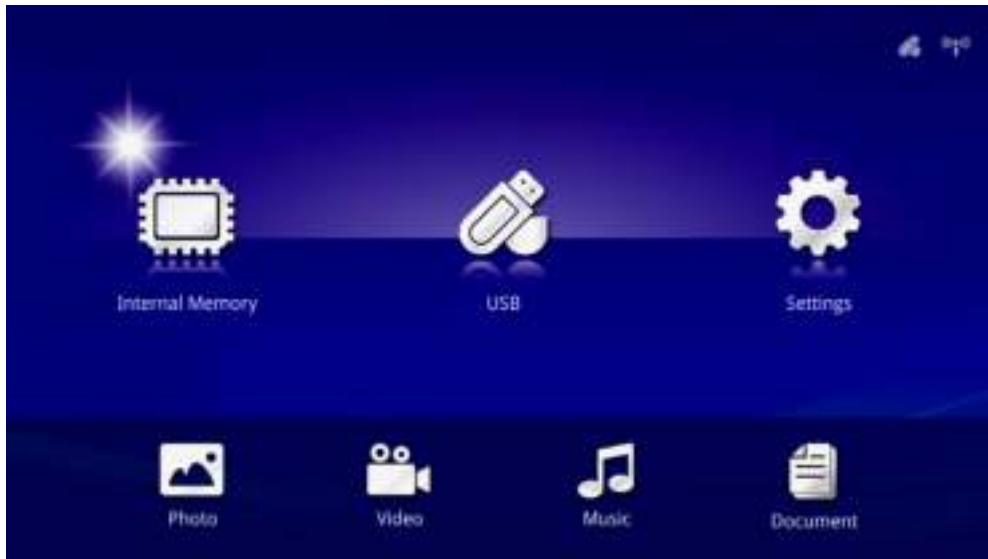 Internal Memory
USB
Settings
Photo
Video
Music
Document